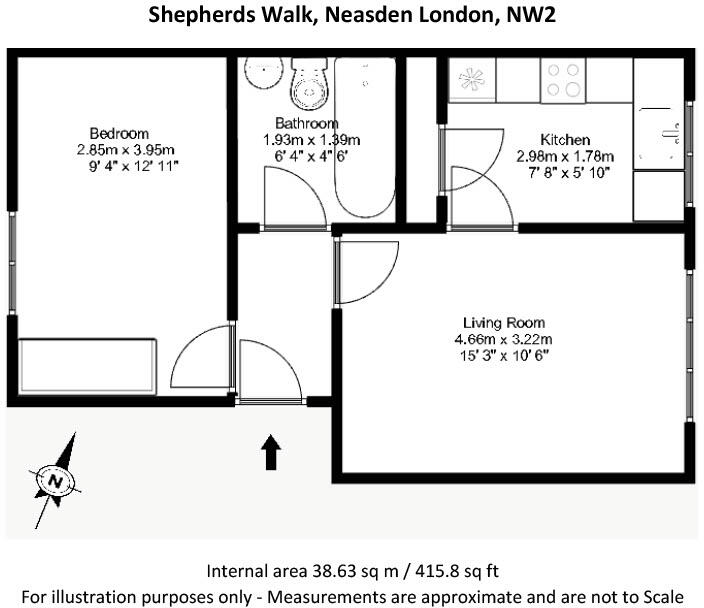 Shepherds Walk, Neasden London, NW2
Bedroom
2.85m x 3.95m
9' 4" x 12' 11"
Bathroom
1.93m x 1.39m
6' 4" x 4" 6'
Kitchen
2.98m x 1.78m
7' 8" x 5' 10"
Living Room
4.66m x 3.22m
15' 3" x 10' 6"
N
Internal area 38.63 sq m / 415.8 sq ft
For illustration purposes only - Measurements are approximate and are not to Scale